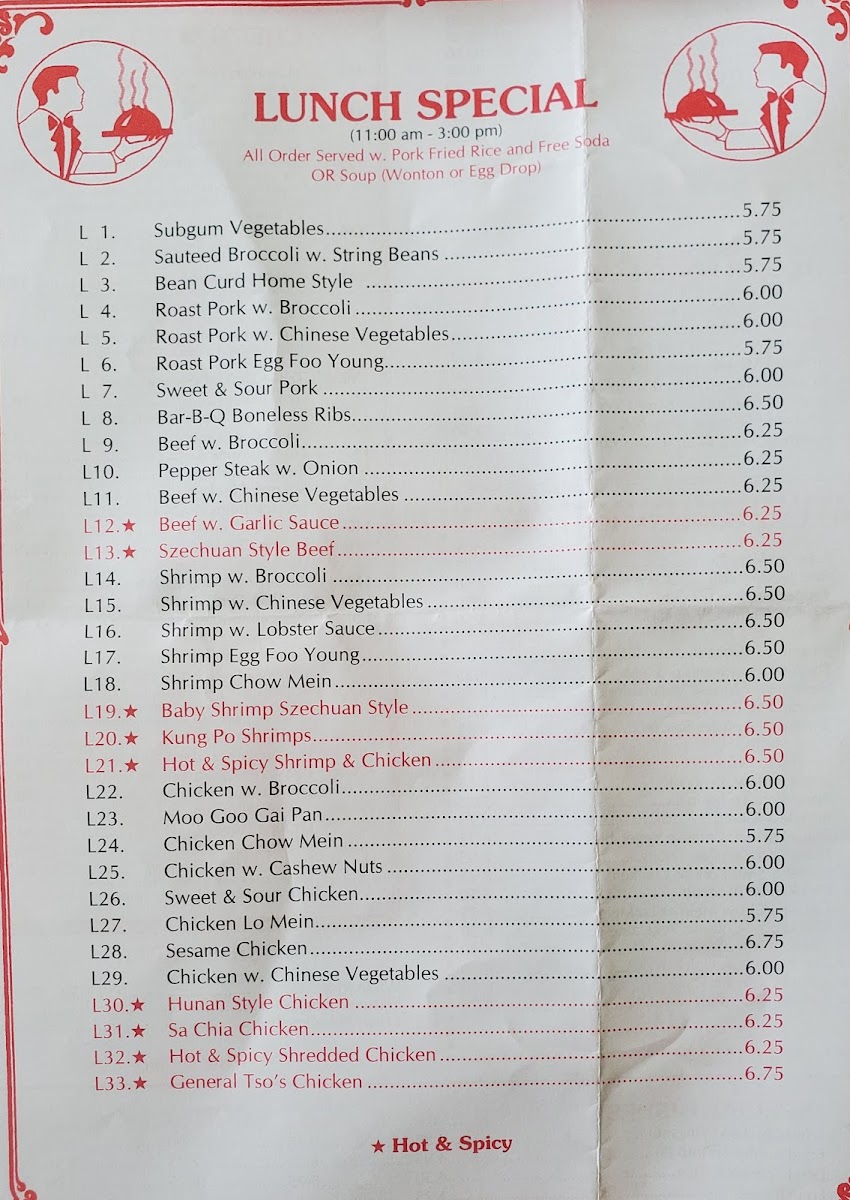 LUNCH SPECIAL
(11:00 am - 3:00 pm)
All Order Served w. Pork Fried Rice and Free Soda
OR Soup (Wonton or Egg Drop)
L 1. Subgum Vegetables 5.75
L 2. Sauteed Broccoli w. String Beans 5.75
L 3. Bean Curd Home Style 5.75
L 4. Roast Pork w. Broccoli 6.00
L 5. Roast Pork w. Chinese Vegetables 6.00
L 6. Roast Pork Egg Foo Young 5.75
L 7. Sweet & Sour Pork 6.00
L 8. Bar-B-Q Boneless Ribs 6.50
L 9. Beef w. Broccoli 6.25
L10. Pepper Steak w. Onion 6.25
L11. Beef w. Chinese Vegetables 6.25
L12.★ Beef w. Garlic Sauce 6.25
L13.★ Szechuan Style Beef 6.25
L14. Shrimp w. Broccoli 6.50
L15. Shrimp w. Chinese Vegetables 6.50
L16. Shrimp w. Lobster Sauce 6.50
L17. Shrimp Egg Foo Young 6.50
L18. Shrimp Chow Mein 6.00
L19.★ Baby Shrimp Szechuan Style 6.50
L20.★ Kung Po Shrimps 6.50
L21.★ Hot & Spicy Shrimp & Chicken 6.50
L22. Chicken w. Broccoli 6.00
L23. Moo Goo Gai Pan 6.00
L24. Chicken Chow Mein 5.75
L25. Chicken w. Cashew Nuts 6.00
L26. Sweet & Sour Chicken 6.00
L27. Chicken Lo Mein 5.75
L28. Sesame Chicken 6.75
L29. Chicken w. Chinese Vegetables 6.00
L30.★ Hunan Style Chicken 6.25
L31.★ Sa Chia Chicken 6.25
L32.★ Hot & Spicy Shredded Chicken 6.25
L33.★ General Tso's Chicken 6.75
★ Hot & Spicy